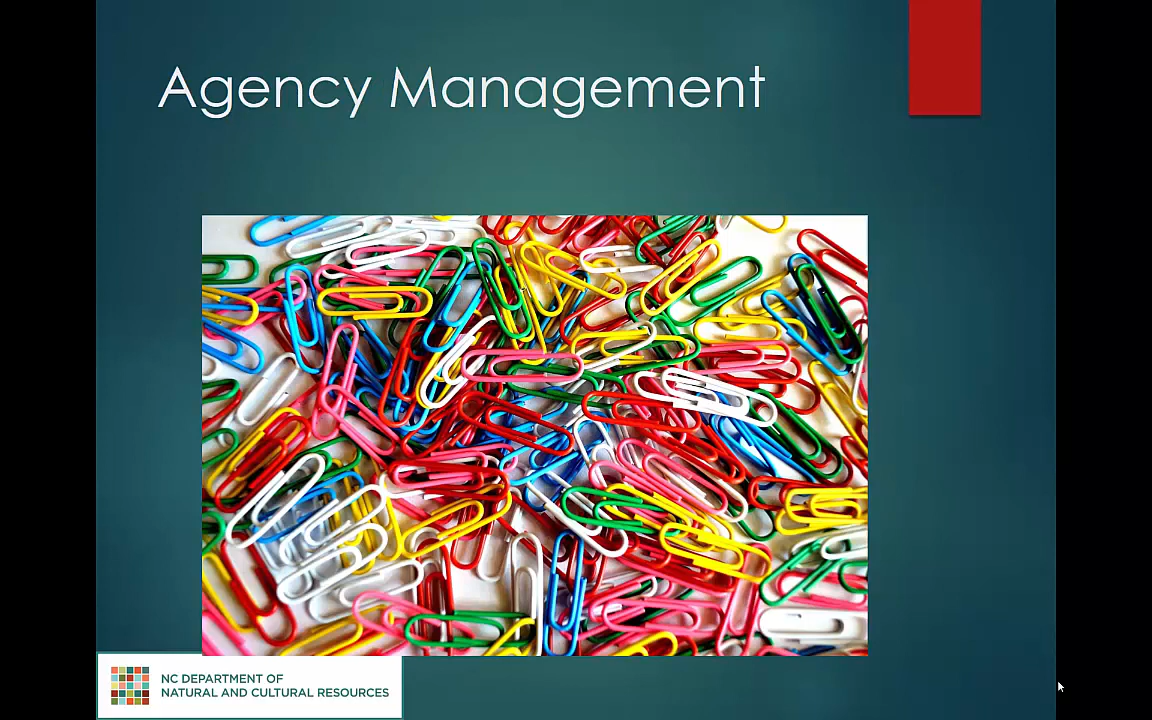 Agency Management
NC DEPARTMENT OF
NATURAL AND CULTURAL RESOURCES